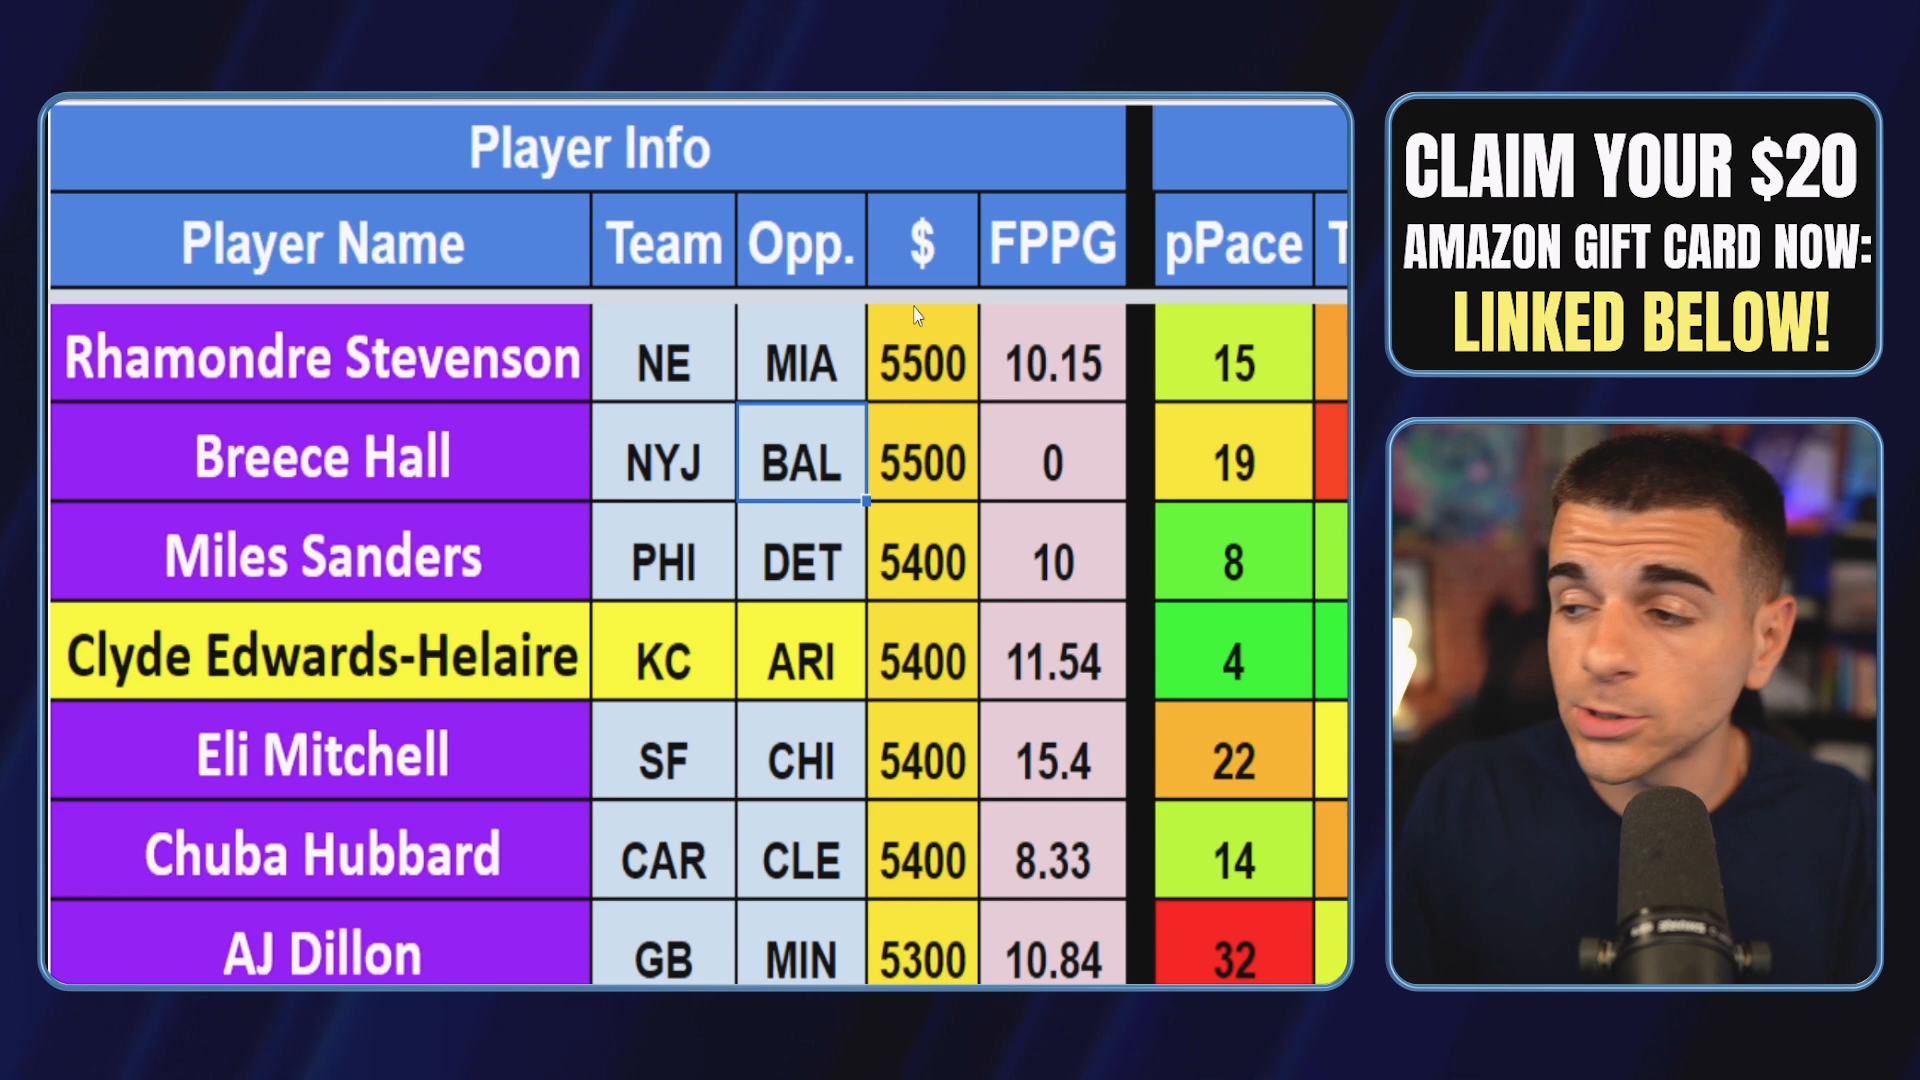 Player Info
Player Name Team Opp. $ FPPG pPace
Rhamondre Stevenson NE MIA 5500 10.15 15
Breece Hall NYJ BAL 5500 0 19
Miles Sanders PHI DET 5400 10 8
Clyde Edwards-Helaire KC ARI 5400 11.54 4
Eli Mitchell SF CHI 5400 15.4 22
Chuba Hubbard CAR CLE 5400 8.33 14
AJ Dillon GB MIN 5300 10.84 32
CLAIM YOUR $20
AMAZON GIFT CARD NOW:
LINKED BELOW!